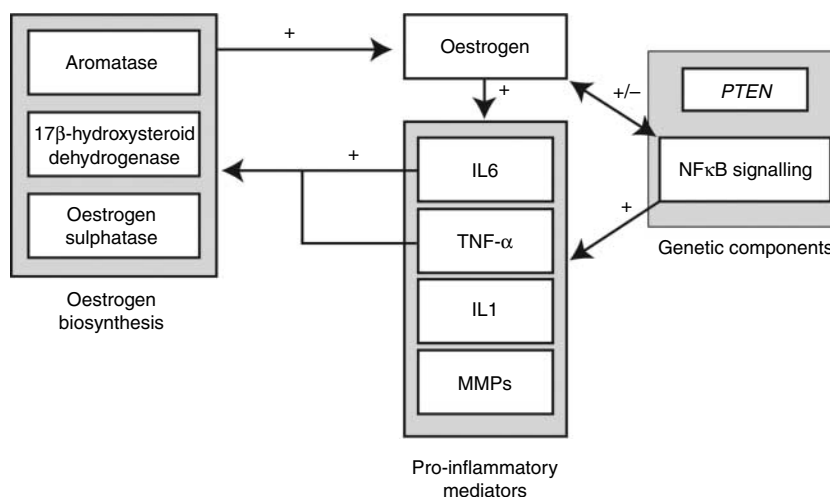 Aromatase
17β-hydroxysteroid
dehydrogenase
Oestrogen
sulphatase
Oestrogen
biosynthesis
+
Oestrogen
+
+/–
PTEN
NFκB signalling
Genetic components
+
+
IL6
TNF-α
IL1
MMPs
Pro-inflammatory
mediators